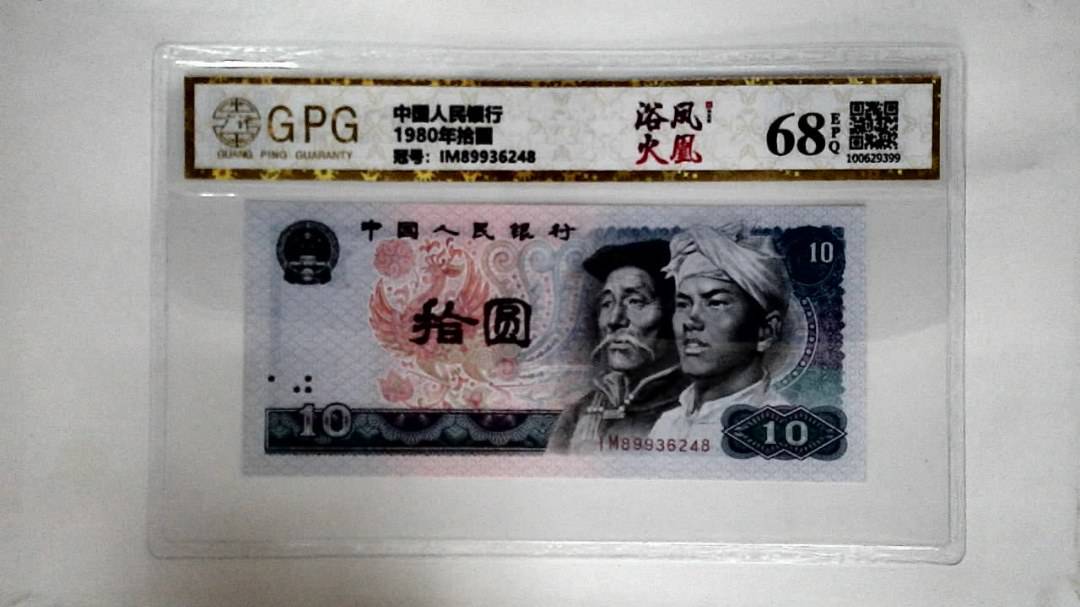 GPG
GUANG PING GUARANTY
中国人民银行
1980年拾圆
冠号：IM89936248
浴凤
火凰
68
EPQ
100629399
中国人民银行
10
拾圆
10
IM89936248
10